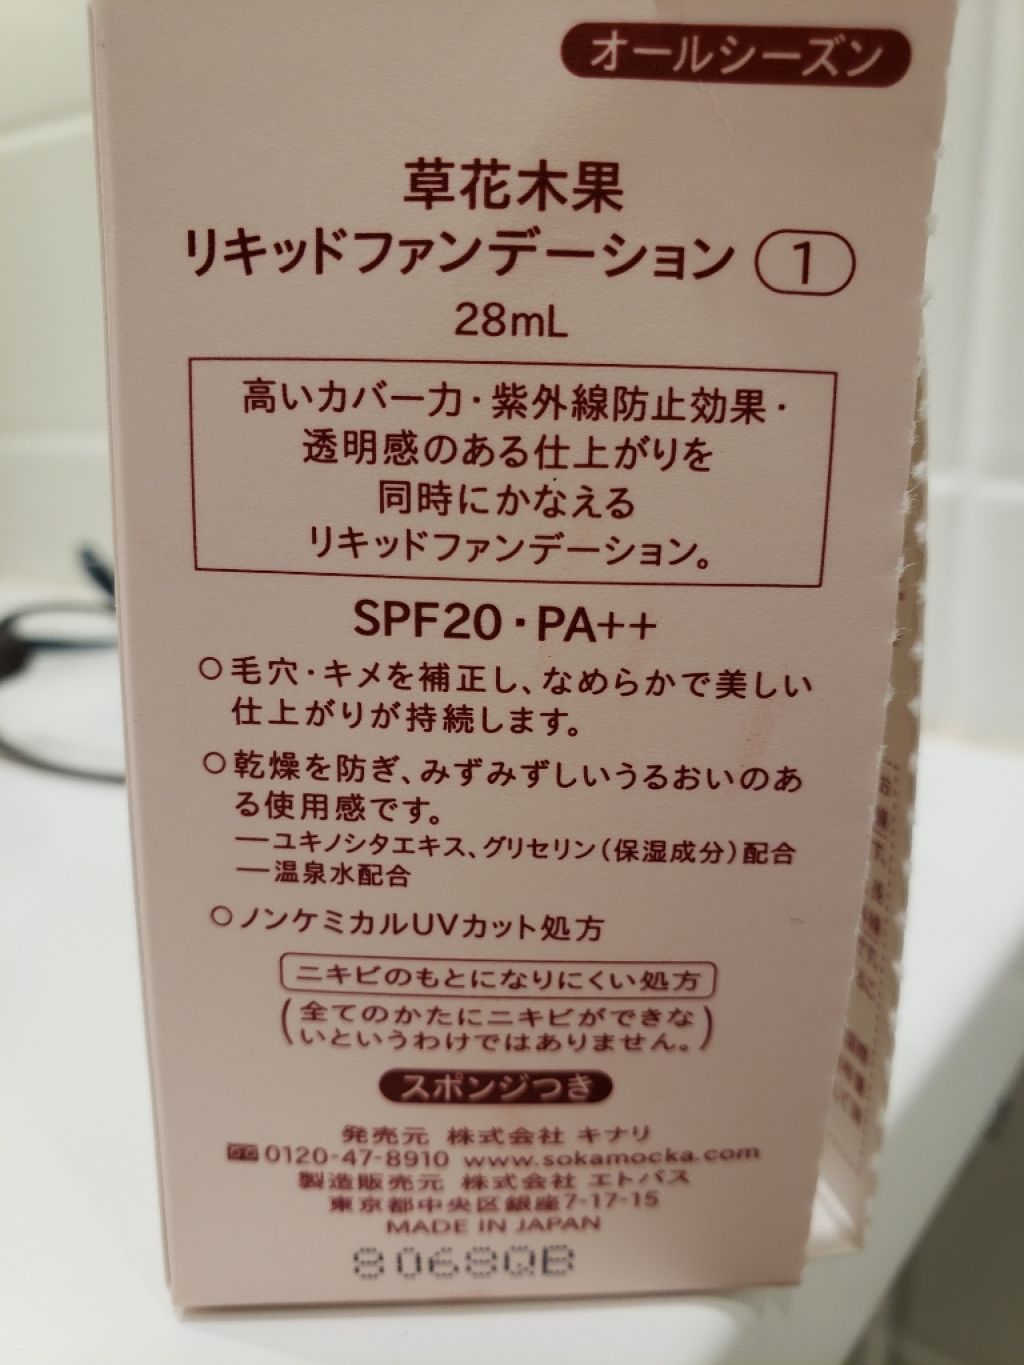 オールシーズン
草花木果
リキッドファンデーション 1
28mL
高いカバー力・紫外線防止効果・
透明感のある仕上がりを
同時にかなえる
リキッドファンデーション。
SPF20・PA++
○毛穴・キメを補正し、なめらかで美しい
仕上がりが持続します。
○乾燥を防ぎ、みずみずしいうるおいのあ
る使用感です。
―ユキノシタエキス、グリセリン(保湿成分)配合
―温泉水配合
○ノンケミカルUVカット処方
ニキビのもとになりにくい処方
(全てのかたにニキビができな
いというわけではありません。)
スポンジつき
発売元 株式会社 キナリ
0120-47-8910 www.sokamocka.com
製造販売元 株式会社 エトバス
東京都中央区銀座7-17-15
MADE IN JAPAN
8068QB